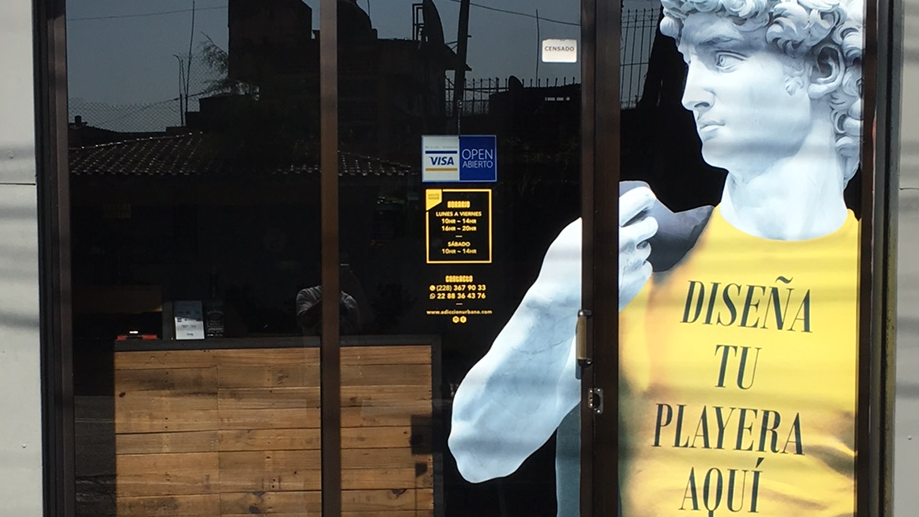 CENSADO
VISA
OPEN
ABIERTO
HORARIO
LUNES A VIERNES
10HR ~ 14HR
16HR ~ 20HR
SÁBADO
10HR ~ 14HR
Contacto
(228) 367 90 33
22 88 36 43 76
www.adiccionurbana.com
DISEÑA
TU
PLAYERA
AQUÍ